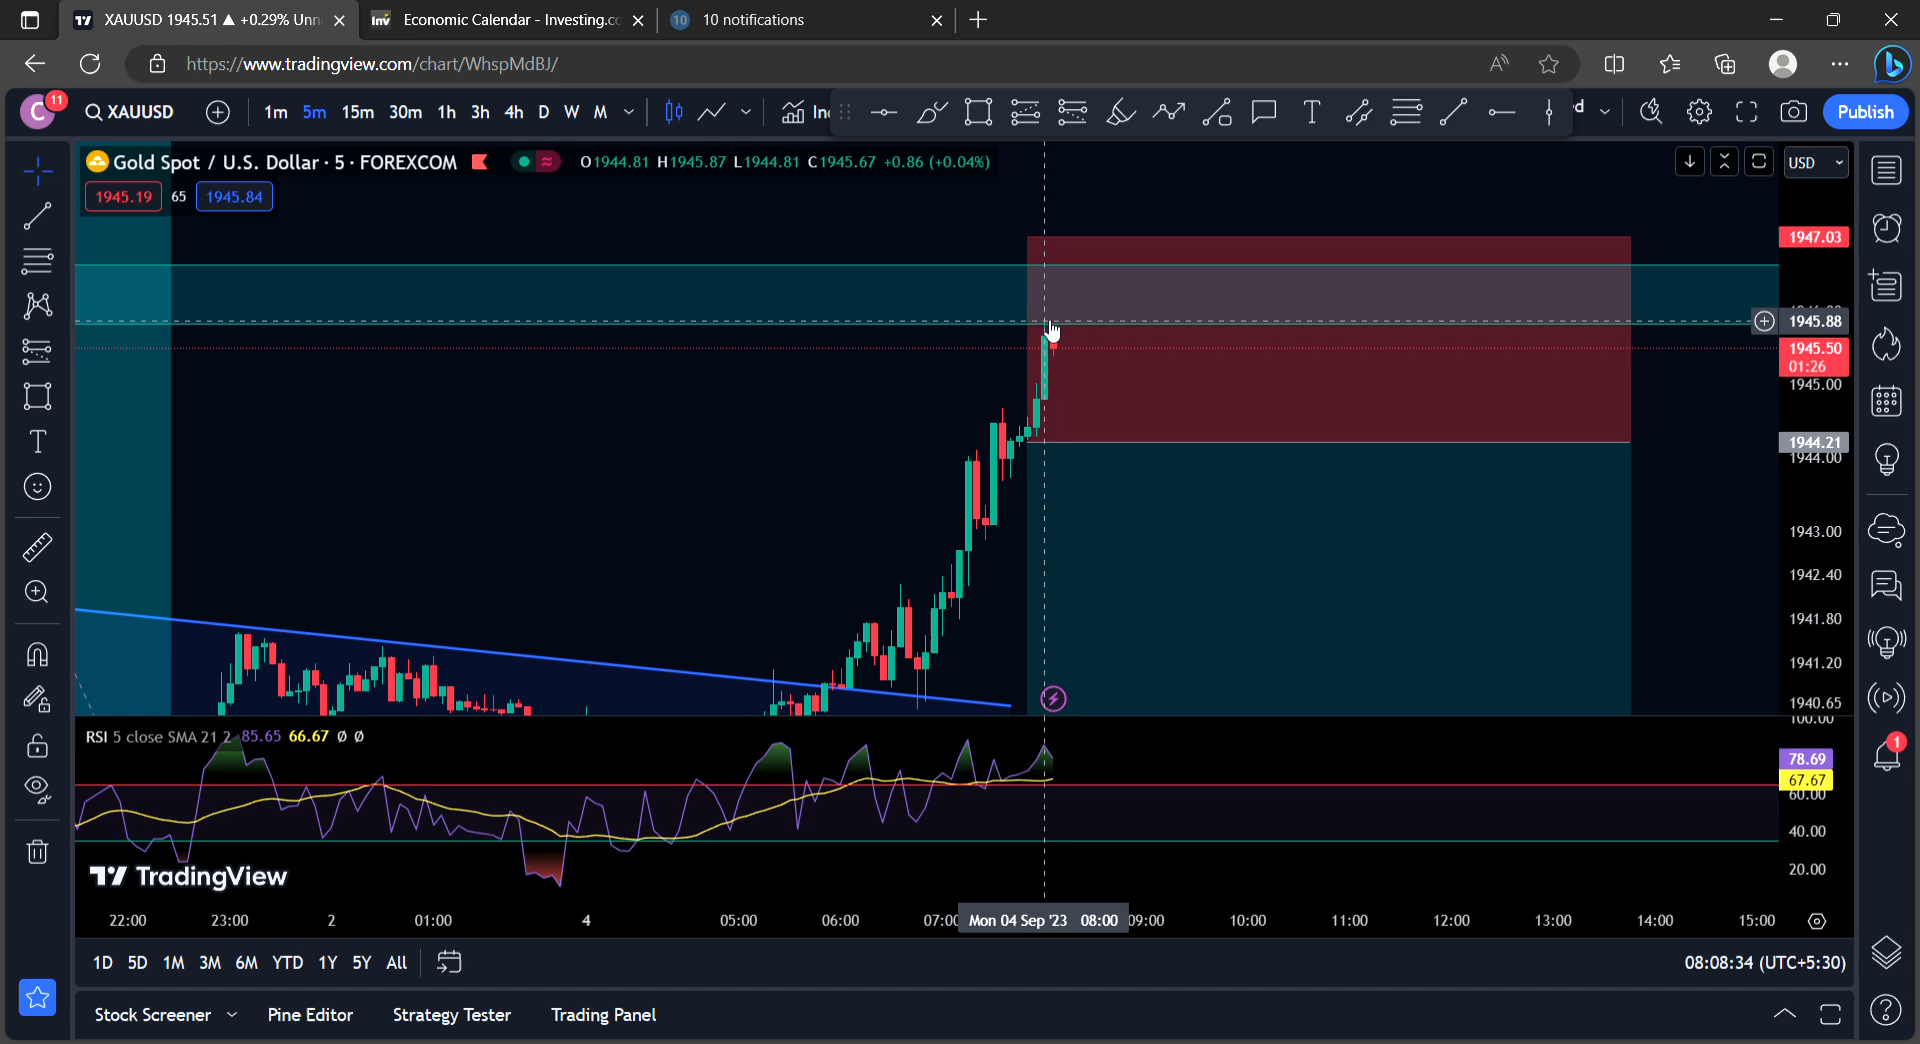 XAUUSD 1945.51 ▲ +0.29% Unn
Economic Calendar - Investing.co
10 10 notifications
https://www.tradingview.com/chart/WhspMdBJ/
C 11
XAUUSD
1m 5m 15m 30m 1h 3h 4h D W M
Publish
Gold Spot / U.S. Dollar · 5 · FOREXCOM
O1944.81 H1945.87 L1944.81 C1945.67 +0.86 (+0.04%)
USD
1945.19 65 1945.84
1947.03
1945.88
1945.50
01:26
1945.00
1944.21
1944.00
1943.00
1942.40
1941.80
1941.20
1940.65
100.00
RSI 5 close SMA 21 2 85.65 66.67 Ø Ø
78.69
67.67
60.00
40.00
20.00
TradingView
22:00 23:00 2 01:00 4 05:00 06:00 07:00 Mon 04 Sep '23 08:00 09:00 10:00 11:00 12:00 13:00 14:00 15:00
1D 5D 1M 3M 6M YTD 1Y 5Y All
08:08:34 (UTC+5:30)
1
Stock Screener Pine Editor Strategy Tester Trading Panel